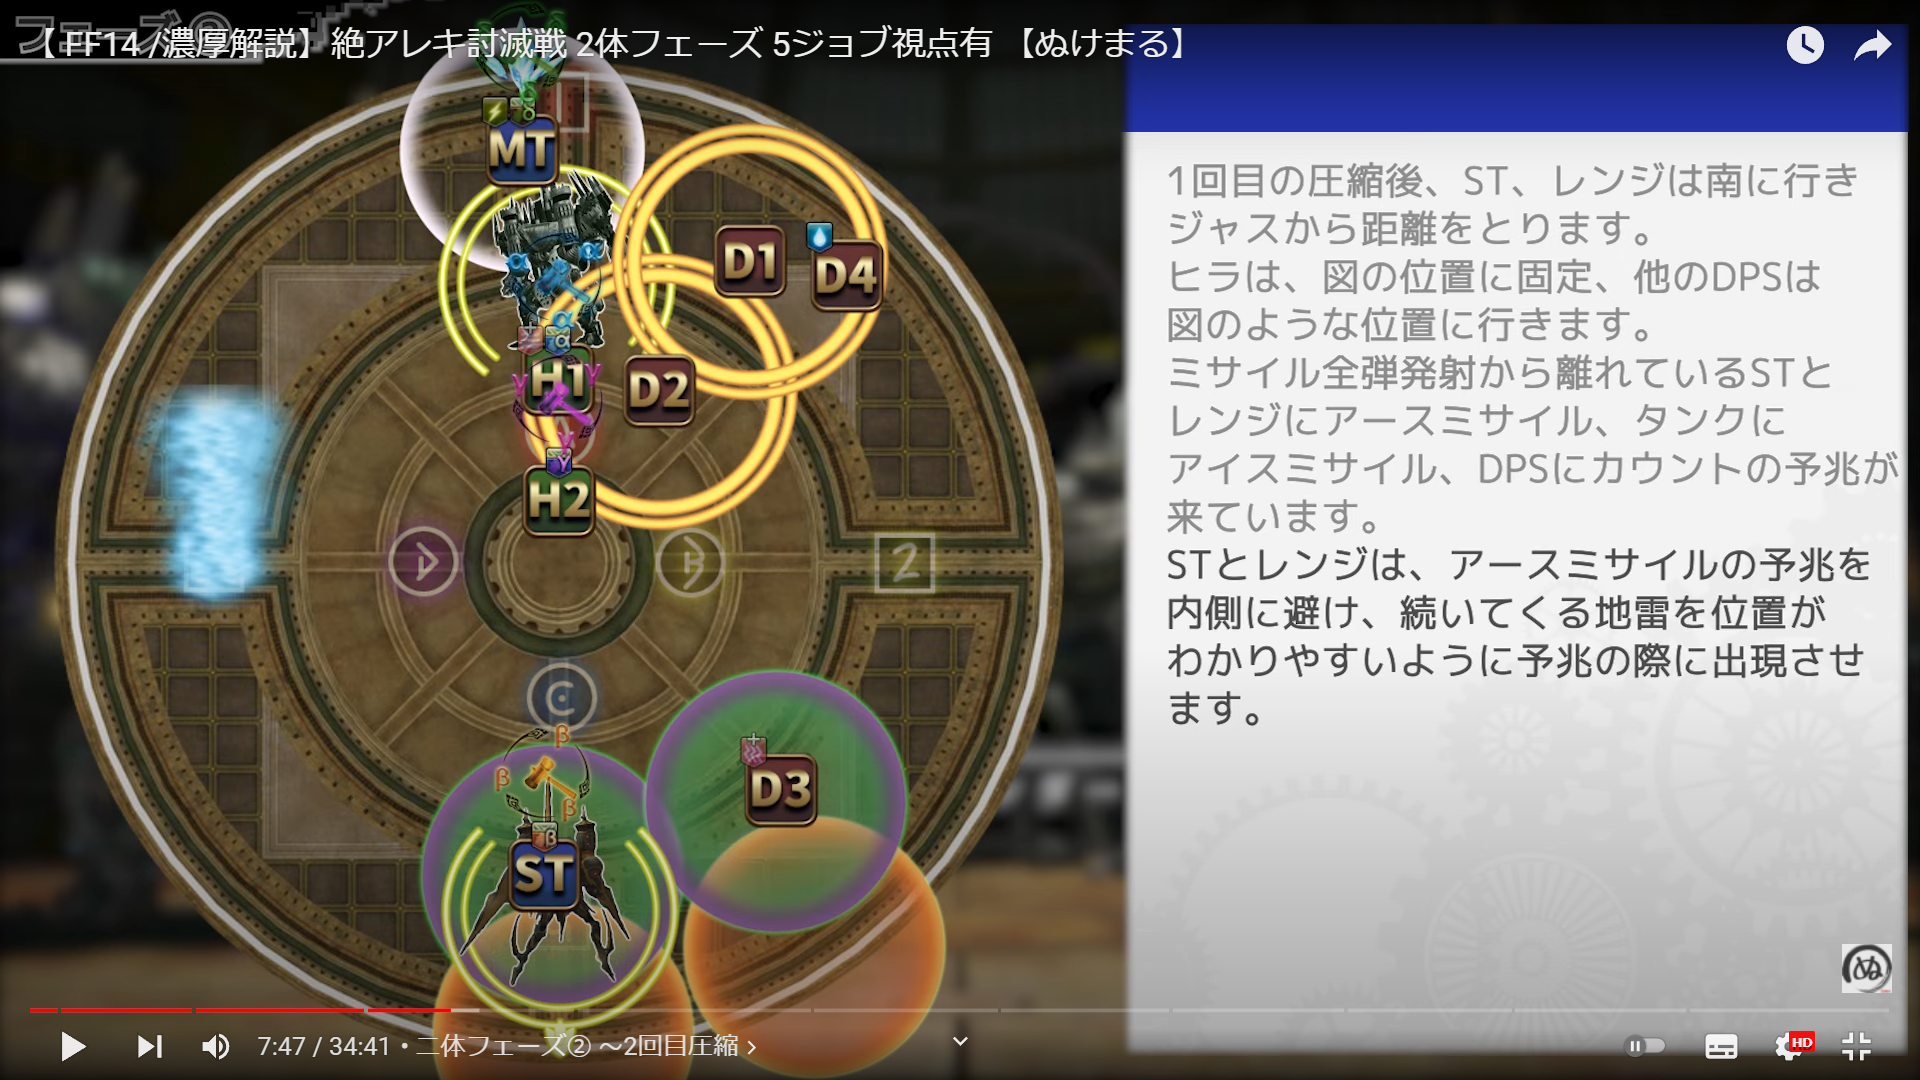 フェーズ②
【 FF14 /濃厚解説】絶アレキ討滅戦 2体フェーズ 5ジョブ視点有 【ぬけまる】
1回目の圧縮後、ST、レンジは南に行き
ジャスから距離をとります。
ヒラは、図の位置に固定、他のDPSは
図のような位置に行きます。
ミサイル全弾発射から離れているSTと
レンジにアースミサイル、タンクに
アイスミサイル、DPSにカウントの予兆が
来ています。
STとレンジは、アースミサイルの予兆を
内側に避け、続いてくる地雷を位置が
わかりやすいように予兆の際に出現させ
ます。
MT
D1
D4
α α
α
α
H1
γ γ
D2
γ
γ
H2
D
B
2
C
β
β
β
D3
β
ST
ぬ
7:47 / 34:41・二体フェーズ② ～2回目圧縮
HD